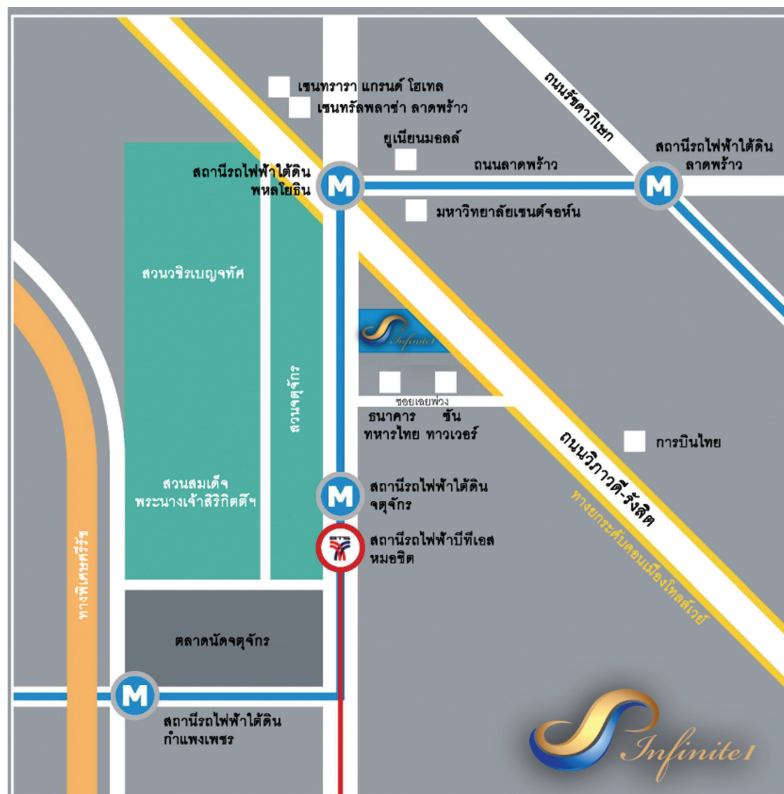 เซนทารา แกรนด์ โฮเทล
เซนทรัลพลาซ่า ลาดพร้าว
ถนนรัชดาภิเษก
ยูเนียนมอลล์
สถานีรถไฟฟ้าใต้ดิน
ลาดพร้าว
ถนนลาดพร้าว
สถานีรถไฟฟ้าใต้ดิน
พหลโยธิน
M
M
มหาวิทยาลัยเซนต์จอห์น
สวนวชิรเบญจทัศ
Infinite1
สวนจตุจักร
ซอยเฉยพ่วง
ธนาคาร
ทหารไทย
ซัน
ทาวเวอร์
การบินไทย
ถนนวิภาวดี-รังสิต
ทางยกระดับดอนเมืองโทลล์เวย์
สวนสมเด็จ
พระนางเจ้าสิริกิตติ์ฯ
M
สถานีรถไฟฟ้าใต้ดิน
จตุจักร
BTS
สถานีรถไฟฟ้าบีทีเอส
หมอชิต
ทางพิเศษศรีรัช
ตลาดนัดจตุจักร
M
สถานีรถไฟฟ้าใต้ดิน
กำแพงเพชร
Infinite1